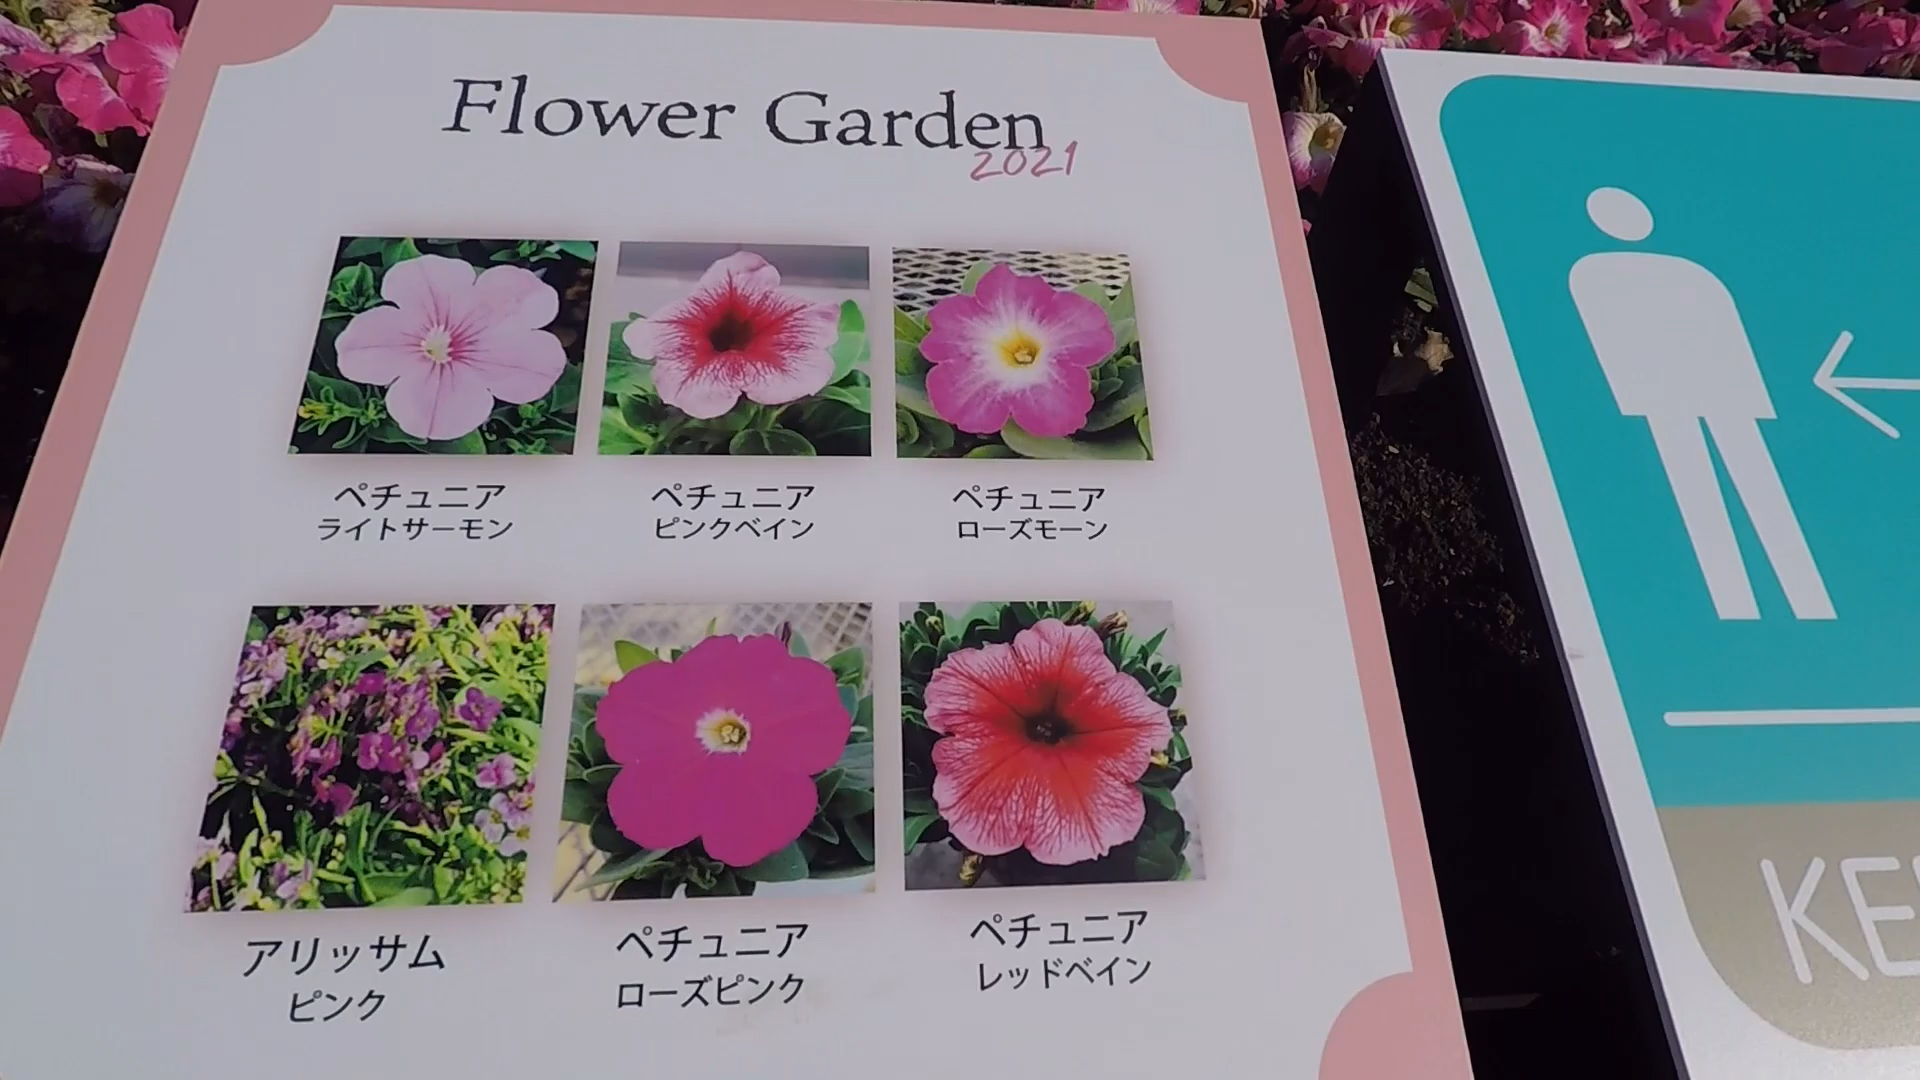 Flower Garden
2021
ペチュニア
ライトサーモン
ペチュニア
ピンクベイン
ペチュニア
ローズモーン
アリッサム
ピンク
ペチュニア
ローズピンク
ペチュニア
レッドベイン